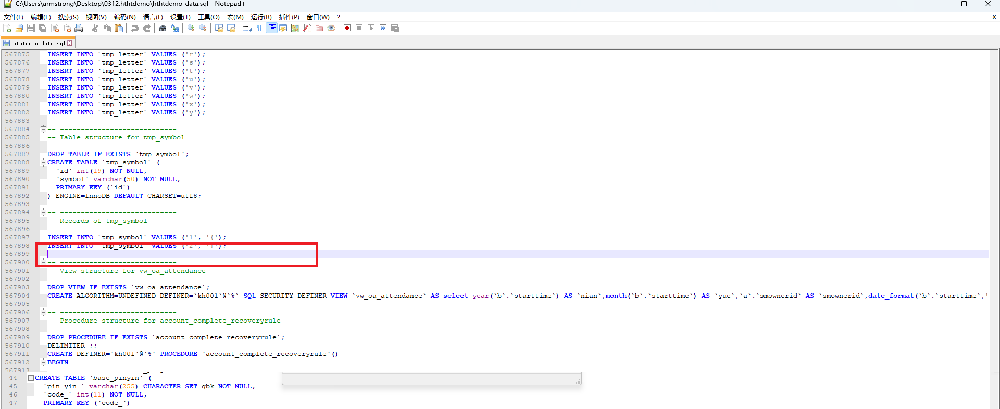 C:\Users\armstrong\Desktop\0312.hthtdemo\hthtdemo_data.sql - Notepad++
文件(F) 编辑(E) 搜索(S) 视图(V) 编码(N) 语言(L) 设置(T) 工具(O) 宏(M) 运行(R) 插件(P) 窗口(W) ? X
hthtdemo_data.sql
567875 INSERT INTO `tmp_letter` VALUES ('r');
567876 INSERT INTO `tmp_letter` VALUES ('s');
567877 INSERT INTO `tmp_letter` VALUES ('t');
567878 INSERT INTO `tmp_letter` VALUES ('u');
567879 INSERT INTO `tmp_letter` VALUES ('v');
567880 INSERT INTO `tmp_letter` VALUES ('w');
567881 INSERT INTO `tmp_letter` VALUES ('x');
567882 INSERT INTO `tmp_letter` VALUES ('y');
567883
567884 -- ----------------------------
567885 -- Table structure for tmp_symbol
567886 -- ----------------------------
567887 DROP TABLE IF EXISTS `tmp_symbol`;
567888 CREATE TABLE `tmp_symbol` (
567889 `id` int(19) NOT NULL,
567890 `symbol` varchar(50) NOT NULL,
567891 PRIMARY KEY (`id`)
567892 ) ENGINE=InnoDB DEFAULT CHARSET=utf8;
567893
567894 -- ----------------------------
567895 -- Records of tmp_symbol
567896 -- ----------------------------
567897 INSERT INTO `tmp_symbol` VALUES ('1', '{');
567898 INSERT INTO `tmp_symbol` VALUES ('2', '}');
567899
567900 -- ----------------------------
567901 -- View structure for vw_oa_attendance
567902 -- ----------------------------
567903 DROP VIEW IF EXISTS `vw_oa_attendance`;
567904 CREATE ALGORITHM=UNDEFINED DEFINER=`kh001`@`%` SQL SECURITY DEFINER VIEW `vw_oa_attendance` AS select year(`b`.`starttime`) AS `nian`,month(`b`.`starttime`) AS `yue`,`a`.`smownerid` AS `smownerid`,date_format(`b`.`starttime`,'
567905
567906 -- ----------------------------
567907 -- Procedure structure for account_complete_recoveryrule
567908 -- ----------------------------
567909 DROP PROCEDURE IF EXISTS `account_complete_recoveryrule`;
567910 DELIMITER ;;
567911 CREATE DEFINER=`kh001`@`%` PROCEDURE `account_complete_recoveryrule`()
567912 BEGIN
567913
44 CREATE TABLE `base_pinyin` (
45 `pin_yin_` varchar(255) CHARACTER SET gbk NOT NULL,
46 `code_` int(11) NOT NULL,
47 PRIMARY KEY (`code_`)